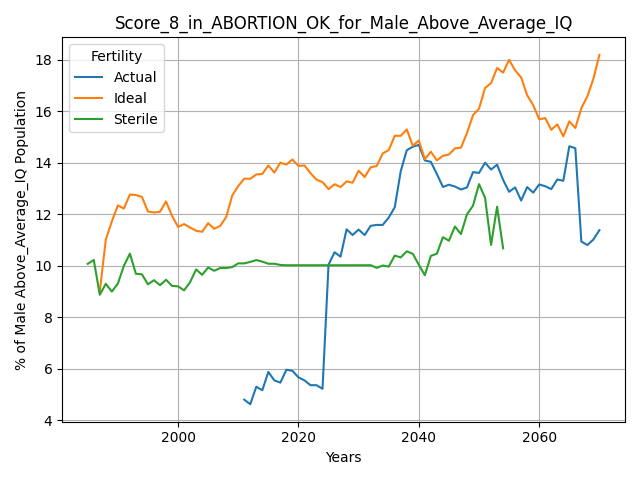 Score_8_in_ABORTION_OK_for_Male_Above_Average_IQ
Fertility
Actual
Ideal
Sterile
% of Male Above_Average_IQ Population
18
16
14
12
10
8
6
4
2000
2020
2040
2060
Years